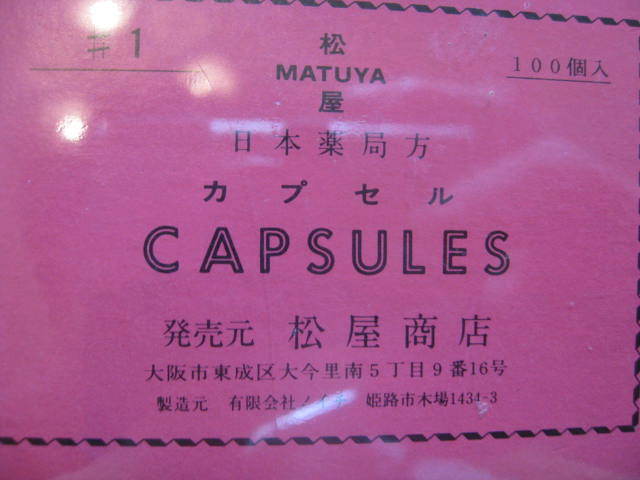 #1
松
MATUYA
屋
100個入
日本薬局方
カプセル
CAPSULES
発売元 松屋商店
大阪市東成区大今里南5丁目9番16号
製造元 有限会社 姫路市木場1434-3